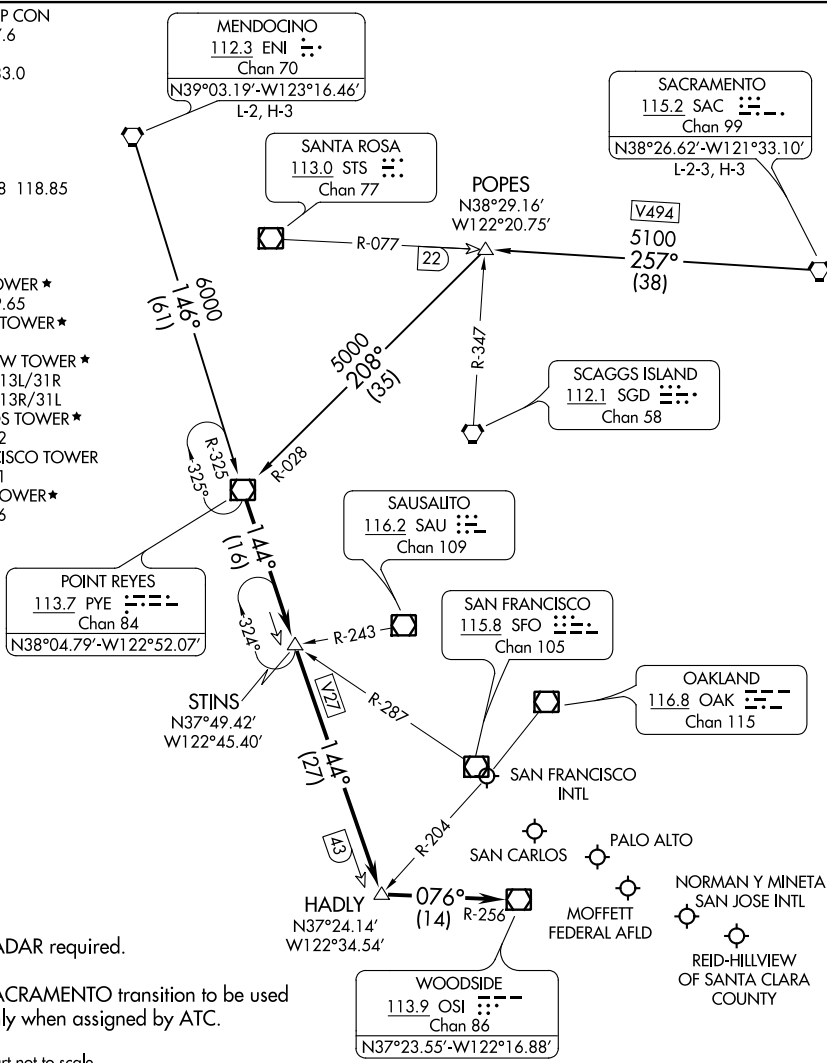 P CON
7.6
33.0
8 118.85
OWER★
9.65
TOWER★
W TOWER★
13L/31R
13R/31L
OS TOWER★
2
CISCO TOWER
1
OWER★
6
MENDOCINO
112.3 ENI
Chan 70
N39°03.19′-W123°16.46′
L-2, H-3
SANTA ROSA
113.0 STS
Chan 77
SACRAMENTO
115.2 SAC
Chan 99
N38°26.62′-W121°33.10′
L-2-3, H-3
POPES
N38°29.16′
W122°20.75′
R-077
22
V494
5100
257°
(38)
6000
146°
(61)
5000
208°
(35)
R-347
SCAGGS ISLAND
112.1 SGD
Chan 58
R-028
R-325
325°
POINT REYES
113.7 PYE
Chan 84
N38°04.79′-W122°52.07′
144°
(16)
SAUSALITO
116.2 SAU
Chan 109
R-243
324°
STINS
N37°49.42′
W122°45.40′
SAN FRANCISCO
115.8 SFO
Chan 105
R-287
V27
OAKLAND
116.8 OAK
Chan 115
144°
(27)
SAN FRANCISCO
INTL
R-204
43
SAN CARLOS
PALO ALTO
HADLY
N37°24.14′
W122°34.54′
076°
(14)
R-256
MOFFETT
FEDERAL AFLD
NORMAN Y MINETA
SAN JOSE INTL
REID-HILLVIEW
OF SANTA CLARA
COUNTY
WOODSIDE
113.9 OSI
Chan 86
N37°23.55′-W122°16.88′
ADAR required.
ACRAMENTO transition to be used
ly when assigned by ATC.
art not to scale